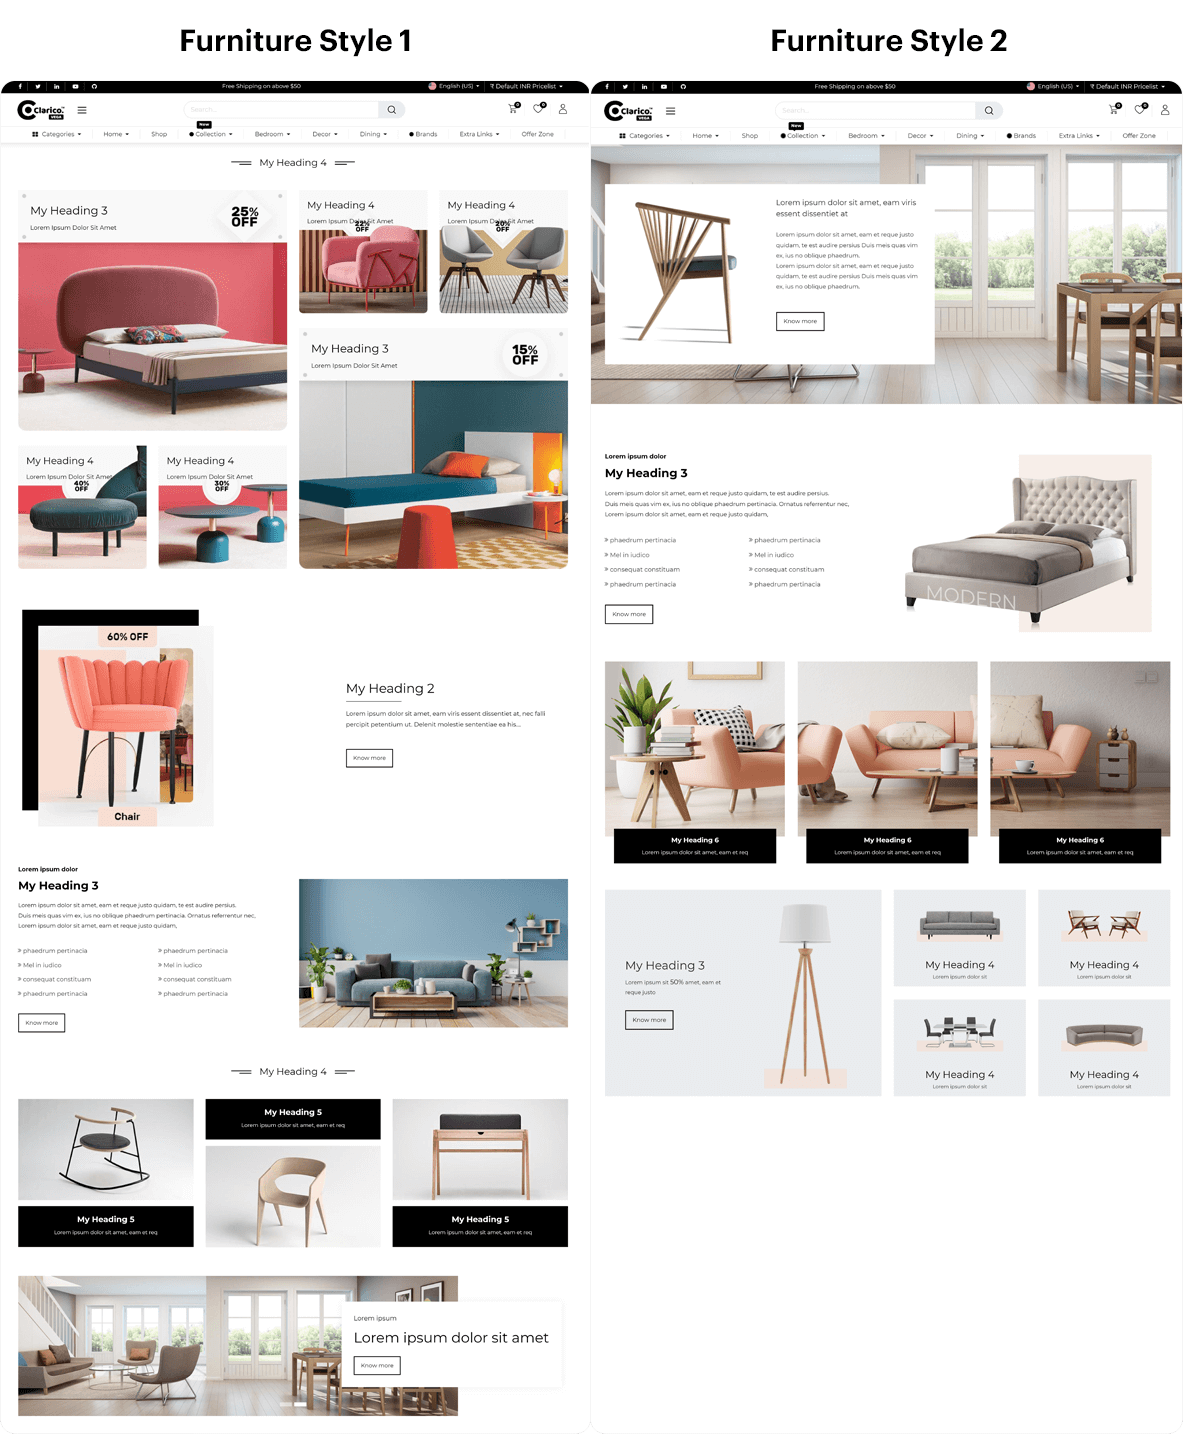 Furniture Style 1
Free Shipping on above $50
English (US)
₹ Default INR Pricelist
Clarico
VEGA
Search...
0
0
New
Categories
Home
Shop
Collection
Bedroom
Decor
Dining
Brands
Extra Links
Offer Zone
My Heading 4
My Heading 3
Lorem Ipsum Dolor Sit Amet
25%
OFF
My Heading 4
Lorem Ipsum Dolor Sit Amet
OFF
My Heading 4
Lorem Ipsum Dolor Sit Amet
OFF
My Heading 3
Lorem Ipsum Dolor Sit Amet
15%
OFF
My Heading 4
Lorem Ipsum Dolor Sit Amet
40%
OFF
My Heading 4
Lorem Ipsum Dolor Sit Amet
30%
OFF
60% OFF
Chair
My Heading 2
Lorem ipsum dolor sit amet, eam viris essent dissentiet at, nec falli
percipit petentium ut. Delenit molestie sententiae ea his...
Know more
Lorem ipsum dolor
My Heading 3
Lorem ipsum dolor sit amet, eam et reque justo quidam, te est audire persius.
Duis meis quas vim ex, ius no oblique phaedrum pertinacia. Ornatus referrentur nec,
Lorem ipsum dolor sit amet, eam et reque justo quidam,
» phaedrum pertinacia
» Mel in iudico
» consequat constituam
» phaedrum pertinacia
» phaedrum pertinacia
» Mel in iudico
» consequat constituam
» phaedrum pertinacia
Know more
My Heading 4
My Heading 5
Lorem ipsum dolor sit amet, eam et req
My Heading 5
Lorem ipsum dolor sit amet, eam et req
My Heading 5
Lorem ipsum dolor sit amet, eam et req
Lorem ipsum
Lorem ipsum dolor sit amet
Know more
Furniture Style 2
Free Shipping on above $50
English (US)
₹ Default INR Pricelist
Clarico
VEGA
Search...
0
0
New
Categories
Home
Shop
Collection
Bedroom
Decor
Dining
Brands
Extra Links
Offer Zone
Lorem ipsum dolor sit amet, eam viris
essent dissentiet at
Lorem ipsum dolor sit amet, eam et reque justo
quidam, te est audire persius Duis meis quas vim
ex, ius no oblique phaedrum.
Lorem ipsum dolor sit amet, eam et reque justo
quidam, te est audire persius Duis meis quas vim
ex, ius no oblique phaedrum,
Know more
Lorem ipsum dolor
My Heading 3
Lorem ipsum dolor sit amet, eam et reque justo quidam, te est audire persius.
Duis meis quas vim ex, ius no oblique phaedrum pertinacia. Ornatus referrentur nec,
Lorem ipsum dolor sit amet, eam et reque justo quidam,
» phaedrum pertinacia
» Mel in iudico
» consequat constituam
» phaedrum pertinacia
» phaedrum pertinacia
» Mel in iudico
» consequat constituam
» phaedrum pertinacia
Know more
MODERN
My Heading 6
Lorem ipsum dolor sit amet, eam et req
My Heading 6
Lorem ipsum dolor sit amet, eam et req
My Heading 6
Lorem ipsum dolor sit amet, eam et req
My Heading 3
Lorem ipsum sit 50% amet, eam et
reque justo
Know more
My Heading 4
Lorem ipsum dolor sit
My Heading 4
Lorem ipsum dolor sit
My Heading 4
Lorem ipsum dolor sit
My Heading 4
Lorem ipsum dolor sit